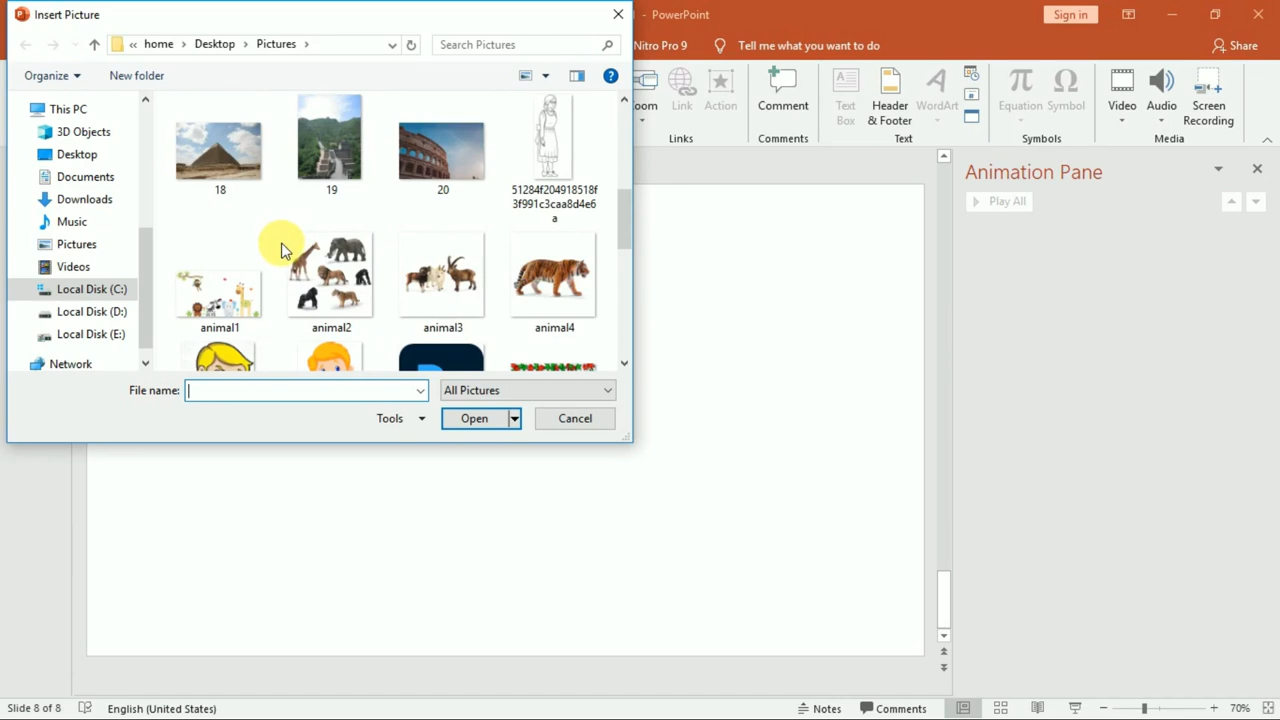 Insert Picture
PowerPoint
Sign in
home
Desktop
Pictures
Search Pictures
Nitro Pro 9
Tell me what you want to do
Share
Organize
New folder
This PC
3D Objects
Desktop
Documents
Downloads
Music
Pictures
Videos
Local Disk (C:)
Local Disk (D:)
Local Disk (E:)
Network
18
19
20
51284f204918518f
3f991c3caa8d4e6
a
animal1
animal2
animal3
animal4
File name:
All Pictures
Tools
Open
Cancel
Link
Action
Links
Comment
Comments
Text
Box
Header
& Footer
WordArt
Text
Equation
Symbol
Symbols
Video
Audio
Screen
Recording
Media
Animation Pane
Play All
Slide 8 of 8
English (United States)
Notes
Comments
70%